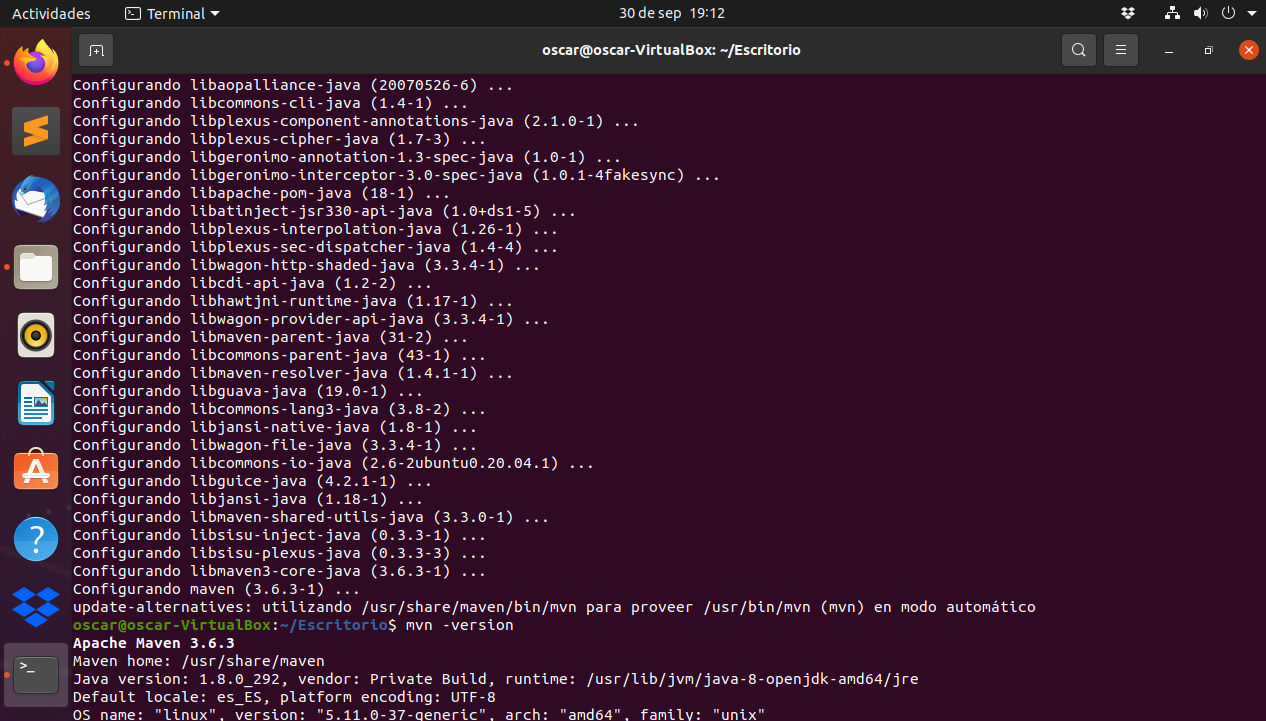 Actividades Terminal 30 de sep 19:12
oscar@oscar-VirtualBox: ~/Escritorio
Configurando libaopalliance-java (20070526-6) ...
Configurando libcommons-cli-java (1.4-1) ...
Configurando libplexus-component-annotations-java (2.1.0-1) ...
Configurando libplexus-cipher-java (1.7-3) ...
Configurando libgeronimo-annotation-1.3-spec-java (1.0-1) ...
Configurando libgeronimo-interceptor-3.0-spec-java (1.0.1-4fakesync) ...
Configurando libapache-pom-java (18-1) ...
Configurando libatinject-jsr330-api-java (1.0+ds1-5) ...
Configurando libplexus-interpolation-java (1.26-1) ...
Configurando libplexus-sec-dispatcher-java (1.4-4) ...
Configurando libwagon-http-shaded-java (3.3.4-1) ...
Configurando libcdi-api-java (1.2-2) ...
Configurando libhawtjni-runtime-java (1.17-1) ...
Configurando libwagon-provider-api-java (3.3.4-1) ...
Configurando libmaven-parent-java (31-2) ...
Configurando libcommons-parent-java (43-1) ...
Configurando libmaven-resolver-java (1.4.1-1) ...
Configurando libguava-java (19.0-1) ...
Configurando libcommons-lang3-java (3.8-2) ...
Configurando libjansi-native-java (1.8-1) ...
Configurando libwagon-file-java (3.3.4-1) ...
Configurando libcommons-io-java (2.6-2ubuntu0.20.04.1) ...
Configurando libguice-java (4.2.1-1) ...
Configurando libjansi-java (1.18-1) ...
Configurando libmaven-shared-utils-java (3.3.0-1) ...
Configurando libsisu-inject-java (0.3.3-1) ...
Configurando libsisu-plexus-java (0.3.3-3) ...
Configurando libmaven3-core-java (3.6.3-1) ...
Configurando maven (3.6.3-1) ...
update-alternatives: utilizando /usr/share/maven/bin/mvn para proveer /usr/bin/mvn (mvn) en modo automático
oscar@oscar-VirtualBox:~/Escritorio$ mvn -version
Apache Maven 3.6.3
Maven home: /usr/share/maven
Java version: 1.8.0_292, vendor: Private Build, runtime: /usr/lib/jvm/java-8-openjdk-amd64/jre
Default locale: es_ES, platform encoding: UTF-8
OS name: "linux", version: "5.11.0-37-generic", arch: "amd64", family: "unix"